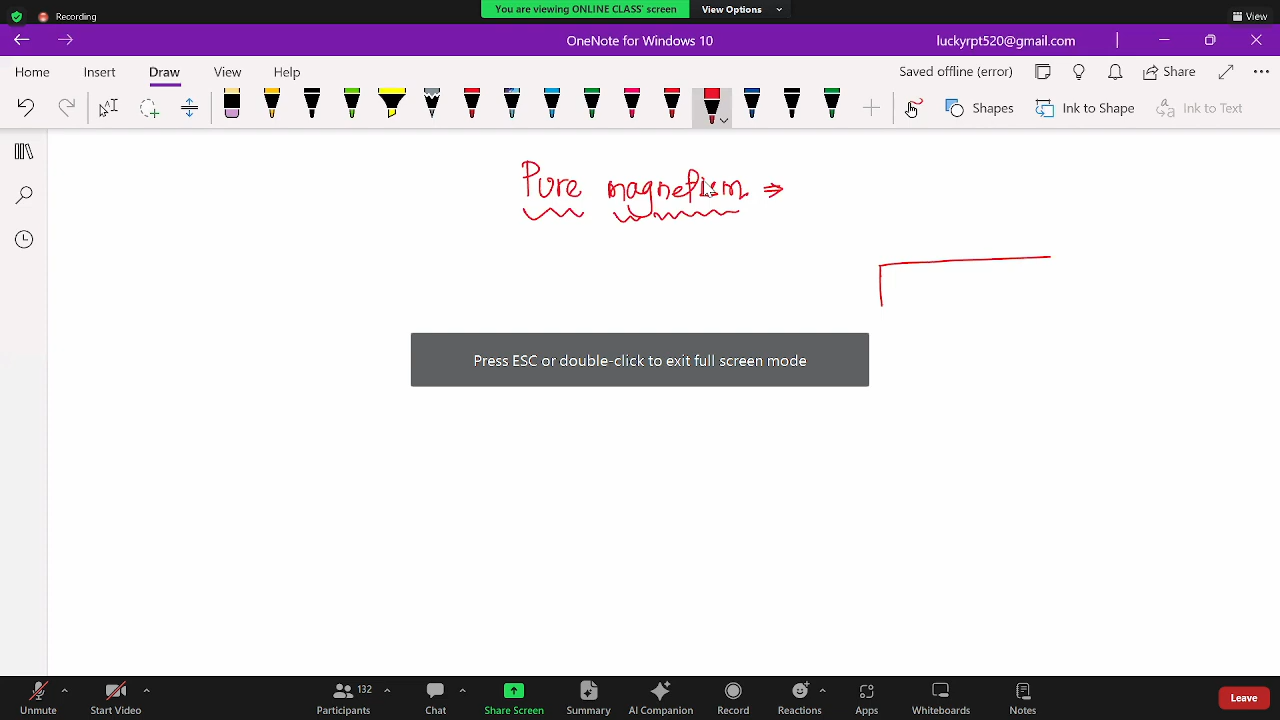 Recording
You are viewing ONLINE CLASS' screen
View Options
View
OneNote for Windows 10
luckyrpt520@gmail.com
Home
Insert
Draw
View
Help
Saved offline (error)
Share
Shapes
Ink to Shape
Ink to Text
Pure magnetism ⇒
Press ESC or double-click to exit full screen mode
Unmute
Start Video
Participants
132
Chat
Share Screen
Summary
AI Companion
Record
Reactions
Apps
Whiteboards
Notes
Leave